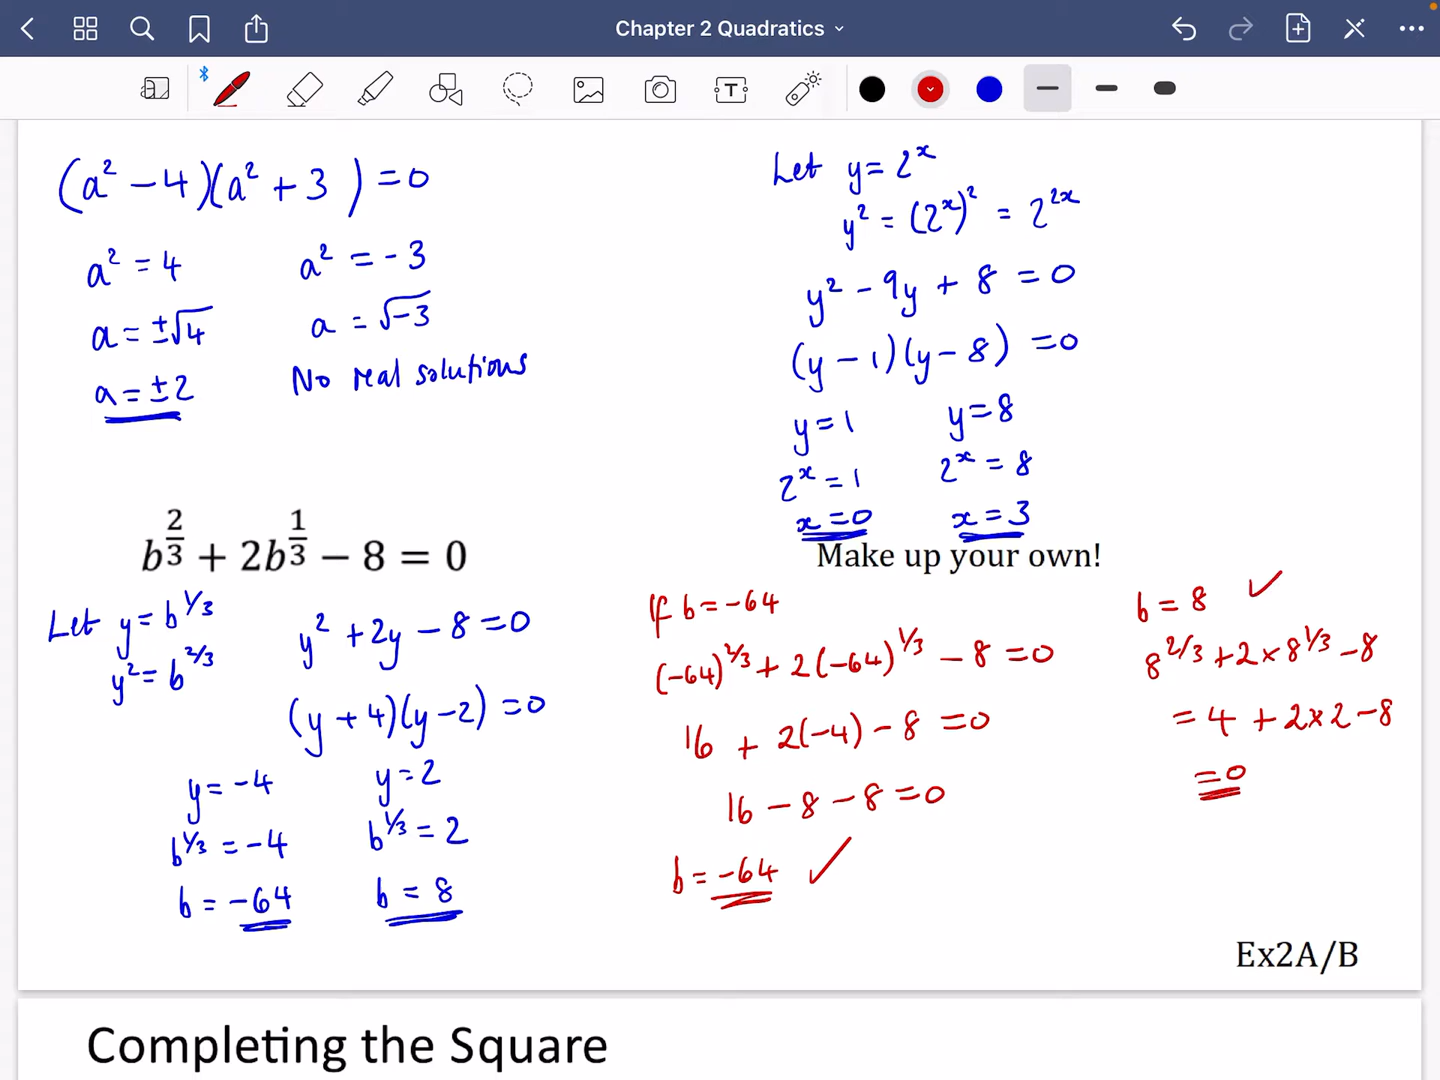 Chapter 2 Quadratics
T
(a² - 4)(a² + 3) = 0
a² = 4
a = ±√4
a = ±2
a² = -3
a = √-3
No real solutions
Let y = 2ˣ
y² = (2ˣ)² = 2²ˣ
y² - 9y + 8 = 0
(y - 1)(y - 8) = 0
y = 1
2ˣ = 1
x = 0
y = 8
2ˣ = 8
x = 3
b^(2/3) + 2b^(1/3) − 8 = 0
Let y = b^(1/3)
y² = b^(2/3)
y² + 2y - 8 = 0
(y + 4)(y - 2) = 0
y = -4
b^(1/3) = -4
b = -64
y = 2
b^(1/3) = 2
b = 8
Make up your own!
If b = -64
(-64)^(2/3) + 2(-64)^(1/3) - 8 = 0
16 + 2(-4) - 8 = 0
16 - 8 - 8 = 0
b = -64 ✓
b = 8 ✓
8^(2/3) + 2 × 8^(1/3) - 8
= 4 + 2×2 - 8
= 0
Ex2A/B
Completing the Square